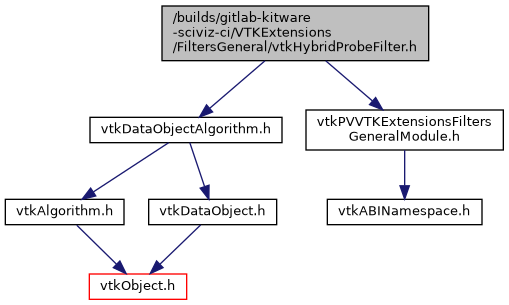 /builds/gitlab-kitware
-sciviz-ci/VTKExtensions
/FiltersGeneral/vtkHybridProbeFilter.h
vtkDataObjectAlgorithm.h
vtkPVVTKExtensionsFilters
GeneralModule.h
vtkAlgorithm.h
vtkDataObject.h
vtkABINamespace.h
vtkObject.h